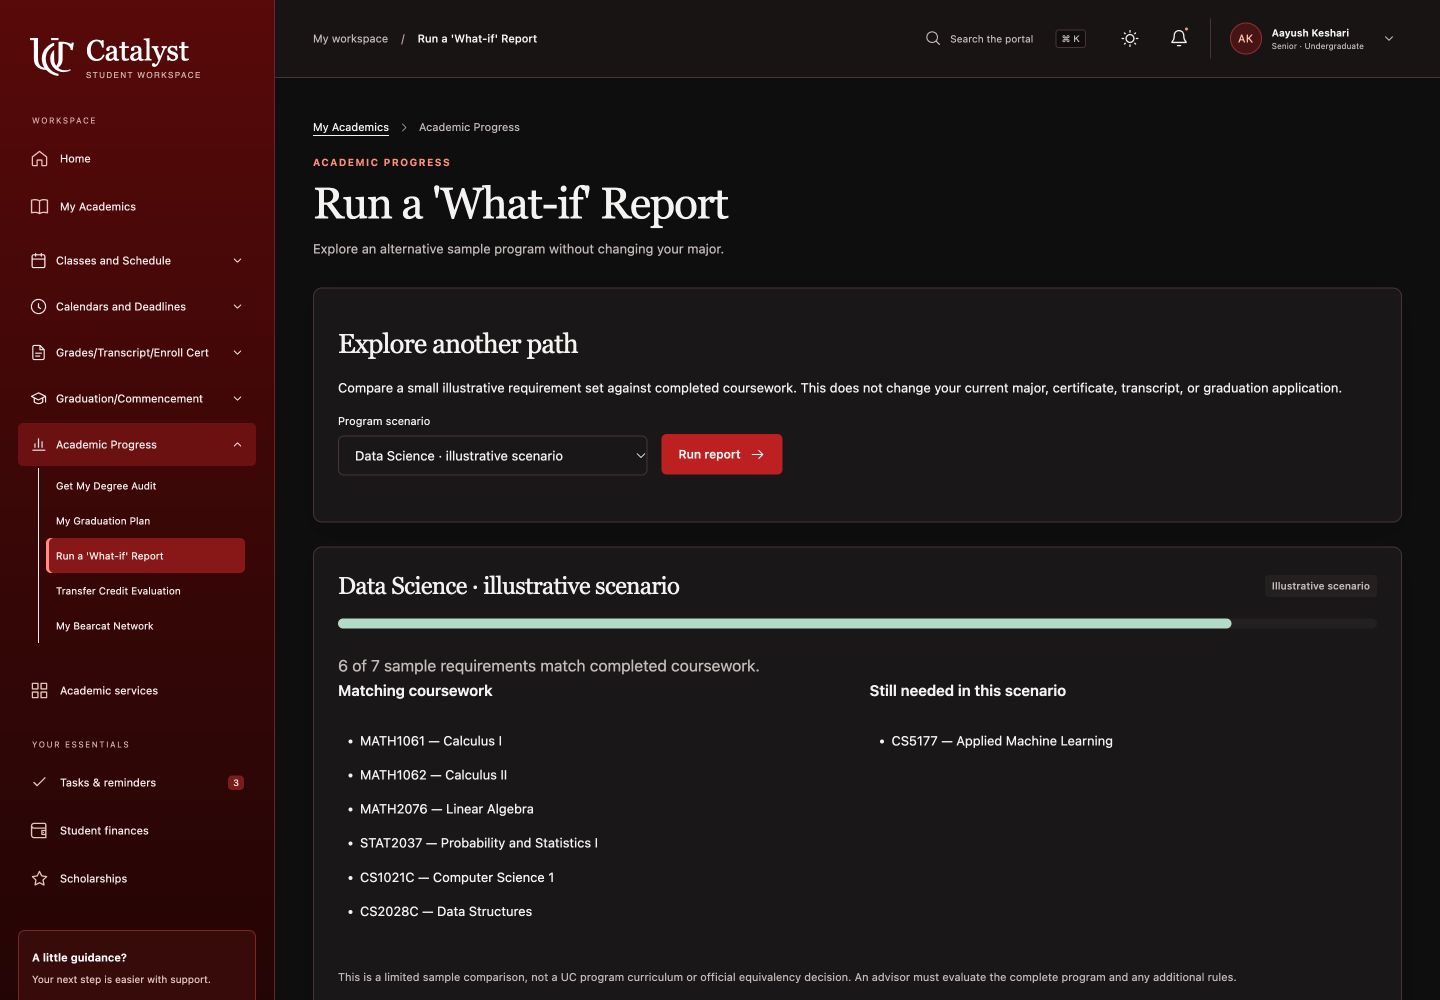 UC Catalyst
STUDENT WORKSPACE
WORKSPACE
Home
My Academics
Classes and Schedule
Calendars and Deadlines
Grades/Transcript/Enroll Cert
Graduation/Commencement
Academic Progress
Get My Degree Audit
My Graduation Plan
Run a 'What-if' Report
Transfer Credit Evaluation
My Bearcat Network
Academic services
YOUR ESSENTIALS
Tasks & reminders 3
Student finances
Scholarships
A little guidance?
Your next step is easier with support.
My workspace / Run a 'What-if' Report
Search the portal ⌘ K
AK
Aayush Keshari
Senior · Undergraduate
My Academics > Academic Progress
ACADEMIC PROGRESS
Run a 'What-if' Report
Explore an alternative sample program without changing your major.
Explore another path
Compare a small illustrative requirement set against completed coursework. This does not change your current major, certificate, transcript, or graduation application.
Program scenario
Data Science · illustrative scenario
Run report →
Data Science · illustrative scenario
Illustrative scenario
6 of 7 sample requirements match completed coursework.
Matching coursework
• MATH1061 — Calculus I
• MATH1062 — Calculus II
• MATH2076 — Linear Algebra
• STAT2037 — Probability and Statistics I
• CS1021C — Computer Science 1
• CS2028C — Data Structures
Still needed in this scenario
• CS5177 — Applied Machine Learning
This is a limited sample comparison, not a UC program curriculum or official equivalency decision. An advisor must evaluate the complete program and any additional rules.